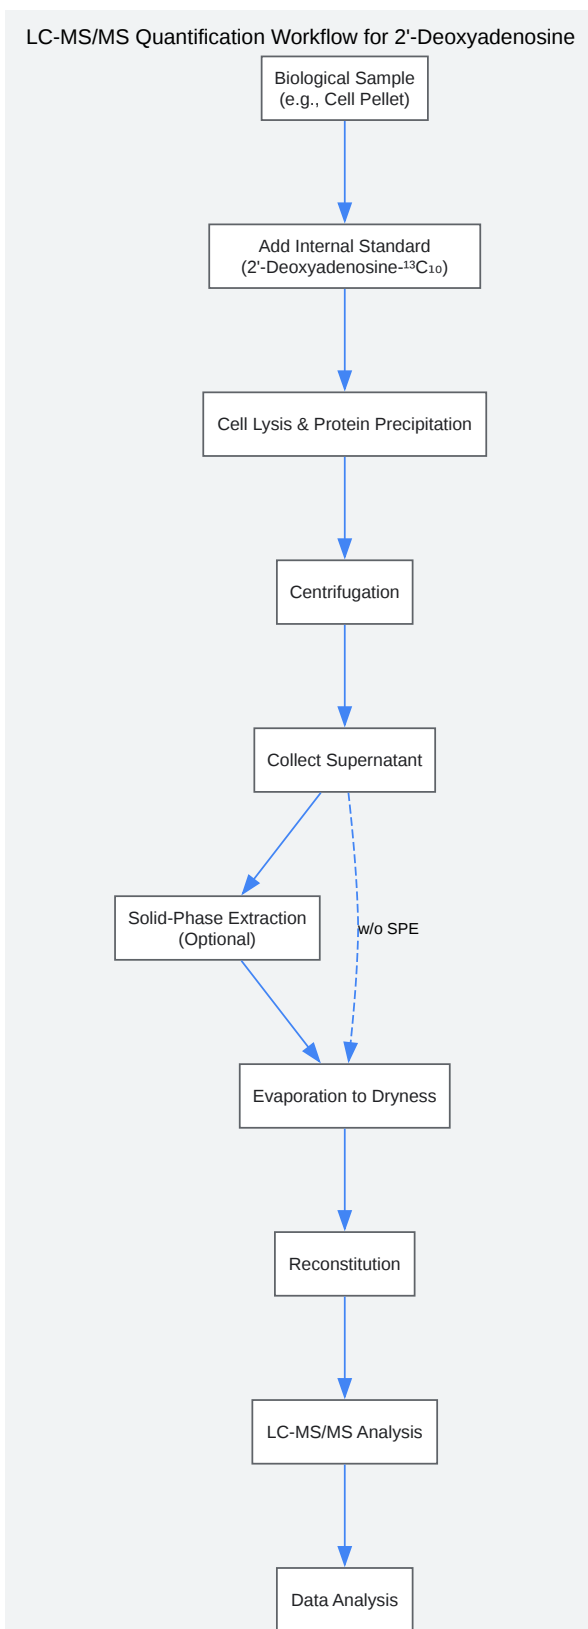 LC-MS/MS Quantification Workflow for 2'-Deoxyadenosine
Biological Sample
(e.g., Cell Pellet)
Add Internal Standard
(2'-Deoxyadenosine-¹³C₁₀)
Cell Lysis & Protein Precipitation
Centrifugation
Collect Supernatant
Solid-Phase Extraction
(Optional)
w/o SPE
Evaporation to Dryness
Reconstitution
LC-MS/MS Analysis
Data Analysis